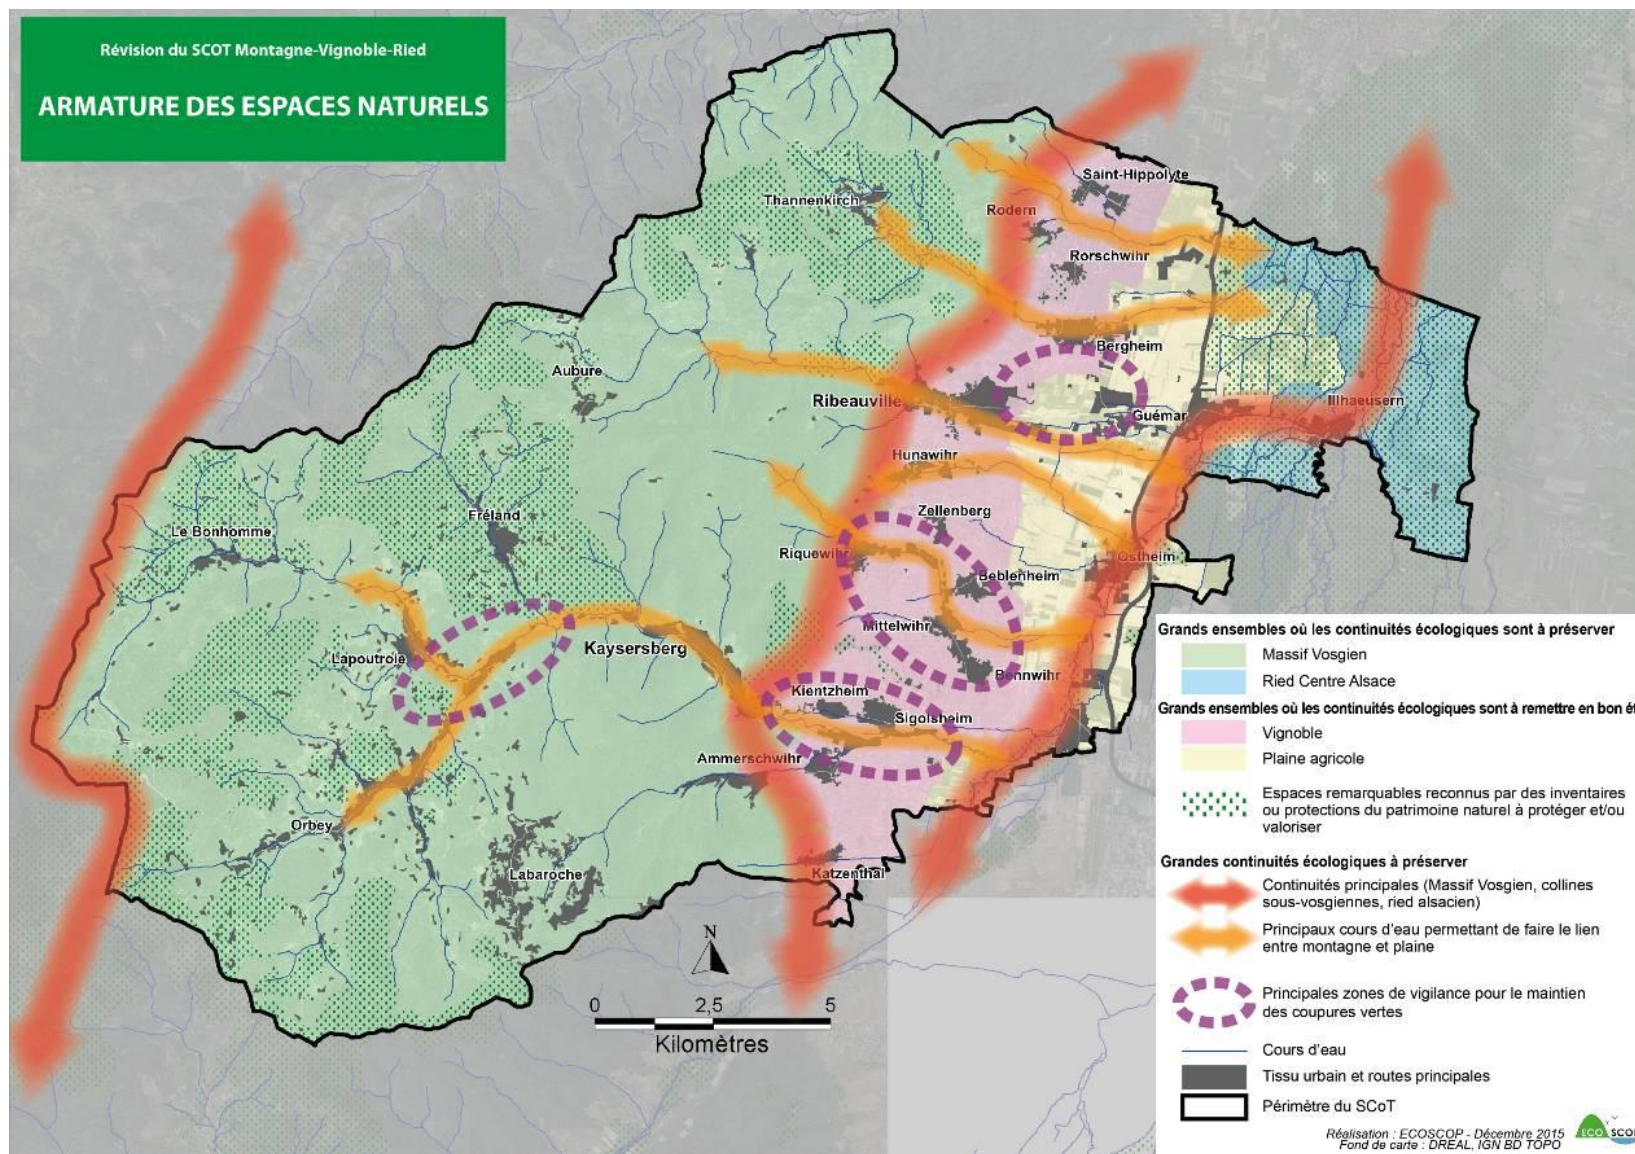 Révision du SCOT Montagne-Vignoble-Ried
ARMATURE DES ESPACES NATURELS
Saint-Hippolyte
Thannenkirch
Rodern
Rorschwihr
Bergheim
Aubure
Ribeauville
Guémar
Illhaeusern
Hunawihr
Zellenberg
Fréland
Le Bonhomme
Riquewihr
Ostheim
Beblenheim
Mittelwihr
Kaysersberg
Lapoutroie
Bennwihr
Kientzheim
Sigolsheim
Ammerschwihr
Orbey
Labaroche
Katzenthal
N
0 2,5 5
Kilomètres
Grands ensembles où les continuités écologiques sont à préserver
Massif Vosgien
Ried Centre Alsace
Grands ensembles où les continuités écologiques sont à remettre en bon ét
Vignoble
Plaine agricole
Espaces remarquables reconnus par des inventaires
ou protections du patrimoine naturel à protéger et/ou
valoriser
Grandes continuités écologiques à préserver
Continuités principales (Massif Vosgien, collines
sous-vosgiennes, ried alsacien)
Principaux cours d'eau permettant de faire le lien
entre montagne et plaine
Principales zones de vigilance pour le maintien
des coupures vertes
Cours d'eau
Tissu urbain et routes principales
Périmètre du SCoT
Réalisation : ECOSCOP - Décembre 2015
Fond de carte : DREAL, IGN BD TOPO
ECO SCOP